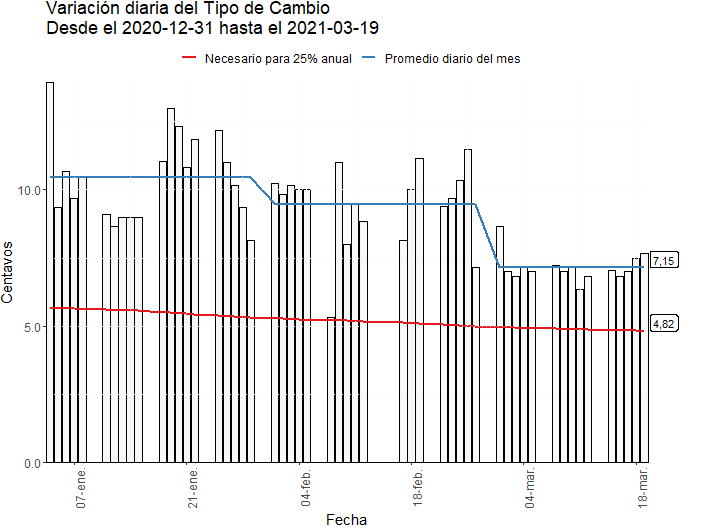 Variación diaria del Tipo de Cambio
Desde el 2020-12-31 hasta el 2021-03-19
Necesario para 25% anual
Promedio diario del mes
Centavos
10.0
5.0
0.0
7,15
4,82
07-ene.
21-ene.
04-feb.
18-feb.
04-mar.
18-mar.
Fecha